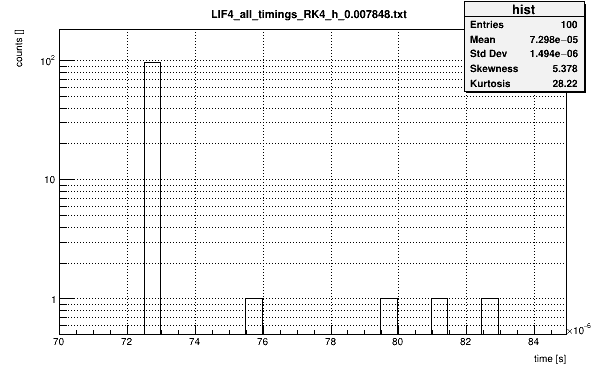 LIF4_all_timings_RK4_h_0.007848.txt
hist
Entries 100
Mean 7.298e−05
Std Dev 1.494e−06
Skewness 5.378
Kurtosis 28.22
counts []
10²
10
1
70 72 74 76 78 80 82 84
×10⁻⁶
time [s]